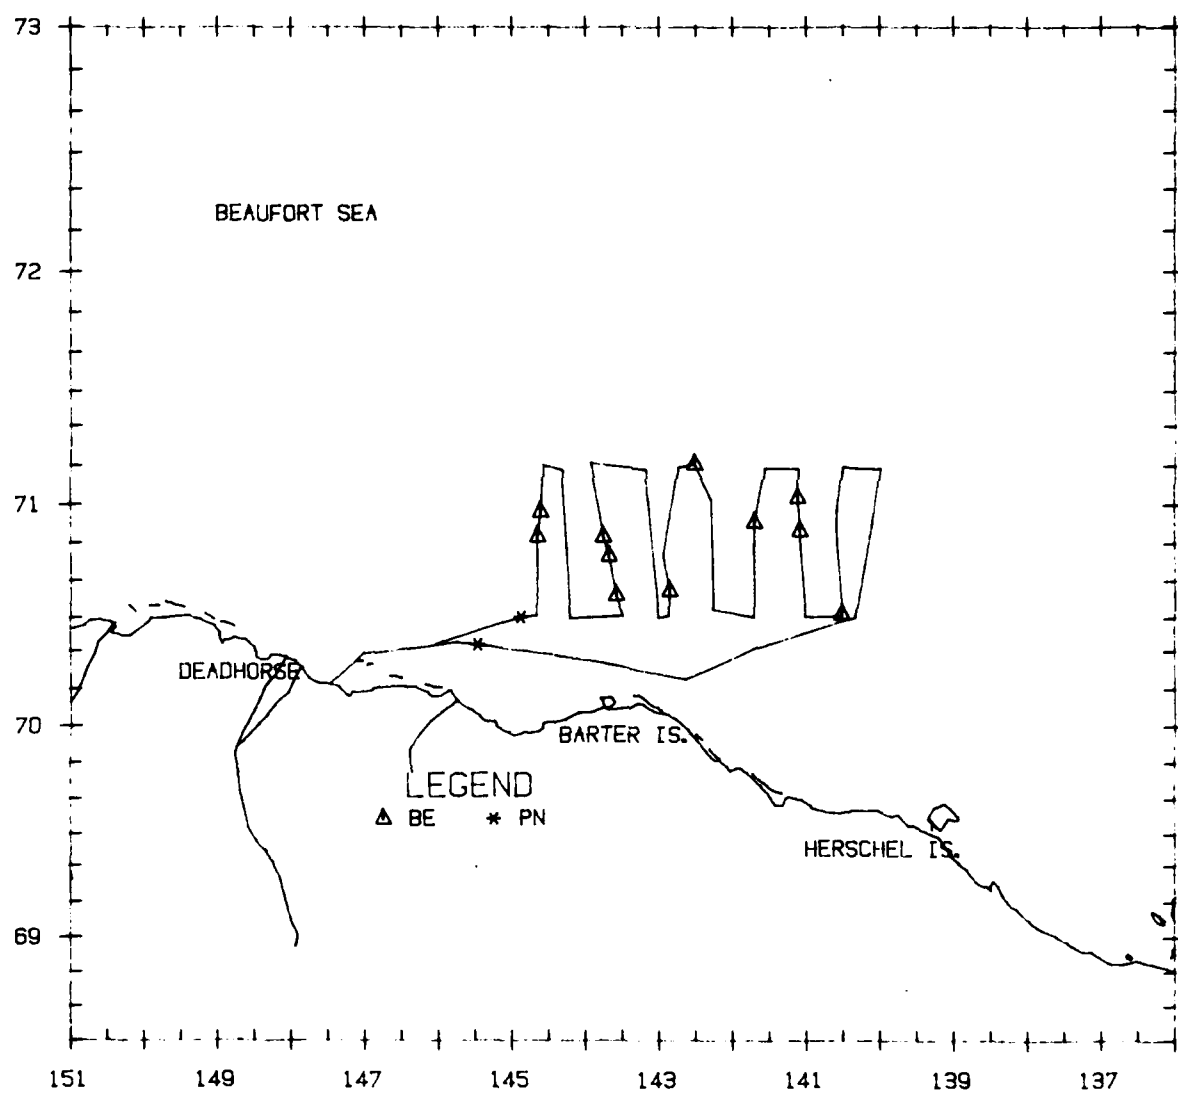 73
BEAUFORT SEA
72
71
DEADHORSE
70
BARTER IS.
LEGEND
BE PN
HERSCHEL IS.
69
151 149 147 145 143 141 139 137